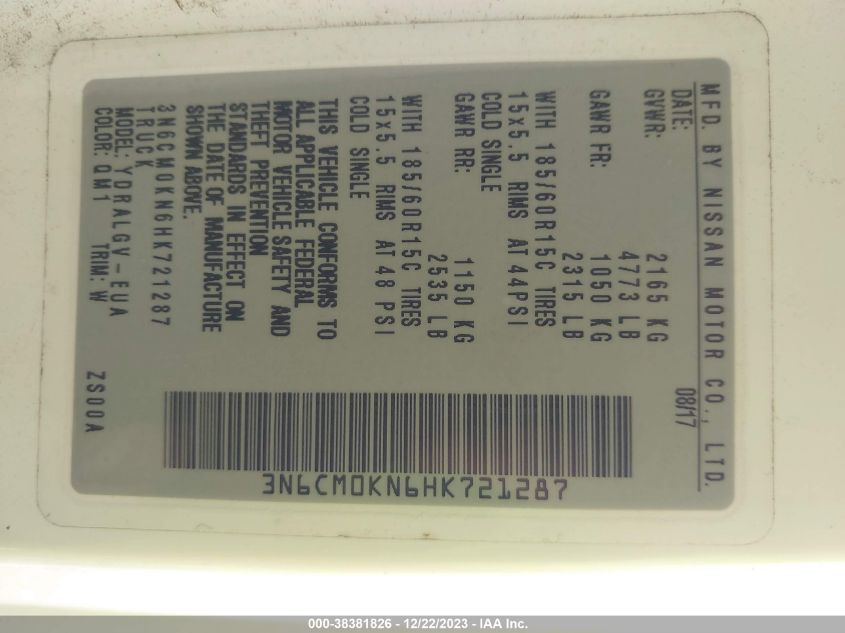 MFD. BY NISSAN MOTOR CO., LTD.
DATE: 08/17
GVWR: 2165 KG
4773 LB
GAWR FR: 1050 KG
2315 LB
WITH 185/60R15C TIRES
15x5.5 RIMS AT 44PSI
COLD SINGLE
GAWR RR: 1150 KG
2535 LB
WITH 185/60R15C TIRES
15x5.5 RIMS AT 48 PSI
COLD SINGLE
THIS VEHICLE CONFORMS TO
ALL APPLICABLE FEDERAL
MOTOR VEHICLE SAFETY AND
THEFT PREVENTION
STANDARDS IN EFFECT ON
THE DATE OF MANUFACTURE
SHOWN ABOVE.
3N6CM0KN6HK721287
TRUCK
MODEL: YDRALGV-EUA
COLOR: QM1 TRIM: W ZS00A
3N6CM0KN6HK721287
000-38381826 - 12/22/2023 - IAA Inc.